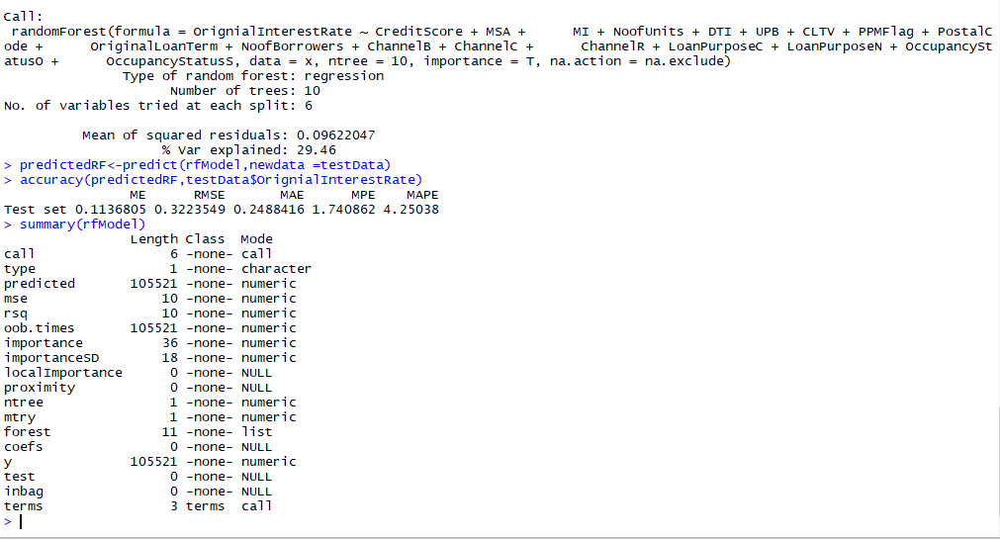 Call:
 randomForest(formula = OrignialInterestRate ~ CreditScore + MSA +      MI + NoofUnits + DTI + UPB + CLTV + PPMFlag + PostalC
ode +      OriginalLoanTerm + NoofBorrowers + ChannelB + ChannelC +      ChannelR + LoanPurposeC + LoanPurposeN + OccupancySt
atusO +      OccupancyStatusS, data = x, ntree = 10, importance = T, na.action = na.exclude)
               Type of random forest: regression
                     Number of trees: 10
No. of variables tried at each split: 6

          Mean of squared residuals: 0.09622047
                    % Var explained: 29.46
> predictedRF<-predict(rfModel,newdata =testData)
> accuracy(predictedRF,testData$OrignialInterestRate)
                ME      RMSE       MAE      MPE    MAPE
Test set 0.1136805 0.3223549 0.2488416 1.740862 4.25038
> summary(rfModel)
                Length Class  Mode
call                 6 -none- call
type                 1 -none- character
predicted       105521 -none- numeric
mse                 10 -none- numeric
rsq                 10 -none- numeric
oob.times       105521 -none- numeric
importance          36 -none- numeric
importanceSD        18 -none- numeric
localImportance      0 -none- NULL
proximity            0 -none- NULL
ntree                1 -none- numeric
mtry                 1 -none- numeric
forest              11 -none- list
coefs                0 -none- NULL
y               105521 -none- numeric
test                 0 -none- NULL
inbag                0 -none- NULL
terms                3 terms  call
>